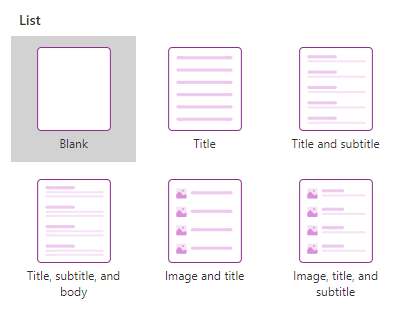 List
Blank
Title
Title and subtitle
Title, subtitle, and
body
Image and title
Image, title, and
subtitle